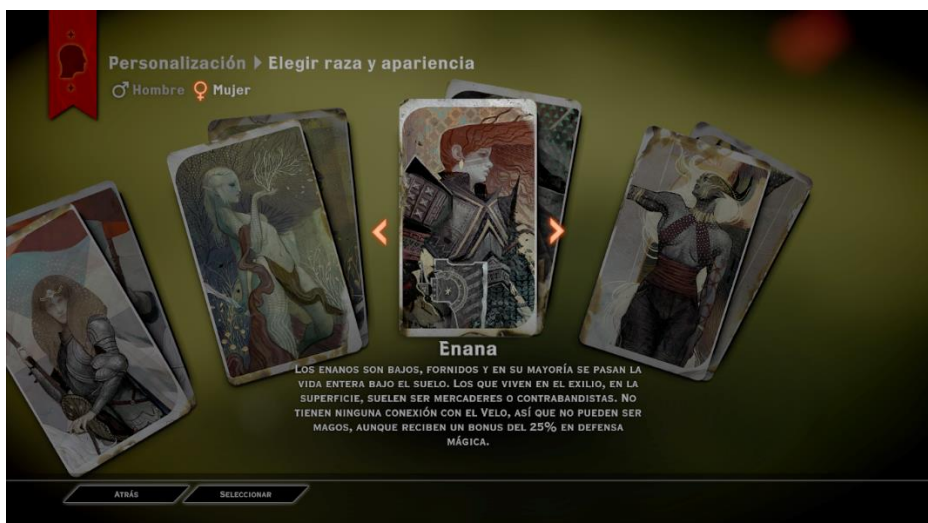 Personalización ▸ Elegir raza y apariencia
♂ Hombre ♀ Mujer
Enana
Los enanos son bajos, fornidos y en su mayoría se pasan la
vida entera bajo el suelo. Los que viven en el exilio, en la
superficie, suelen ser mercaderes o contrabandistas. No
tienen ninguna conexión con el Velo, así que no pueden ser
magos, aunque reciben un bonus del 25% en defensa
mágica.
Atrás
Seleccionar